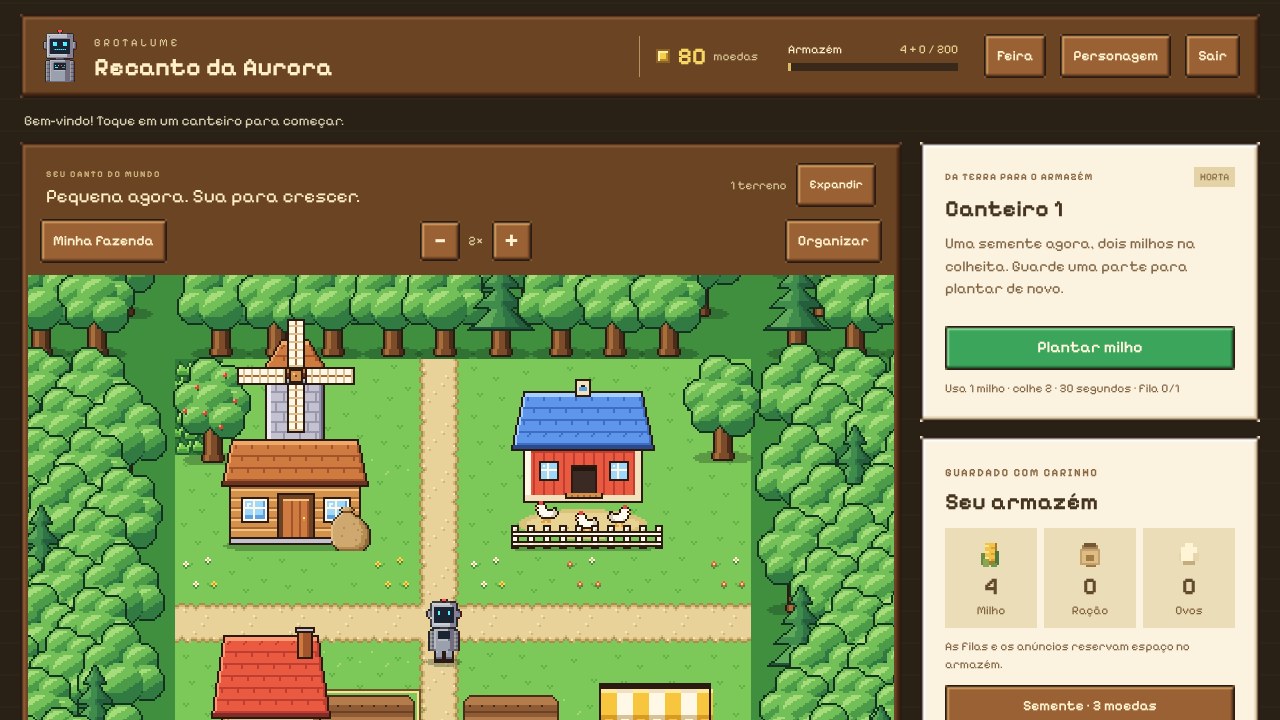 BROTALUME
Recanto da Aurora
80 moedas
Armazém 4 + 0 / 200
Feira
Personagem
Sair
Bem-vindo! Toque em um canteiro para começar.
SEU CANTO DO MUNDO
Pequena agora. Sua para crescer.
1 terreno
Expandir
Minha fazenda
−
2×
+
Organizar
DA TERRA PARA O ARMAZÉM
HORTA
Canteiro 1
Uma semente agora, dois milhos na
colheita. Guarde uma parte para
plantar de novo.
Plantar milho
Usa 1 milho · colhe 2 · 30 segundos · Fila 0/1
GUARDADO COM CARINHO
Seu armazém
4
Milho
0
Ração
0
Ovos
As filas e os anúncios reservam espaço no
armazém.
Semente · 3 moedas